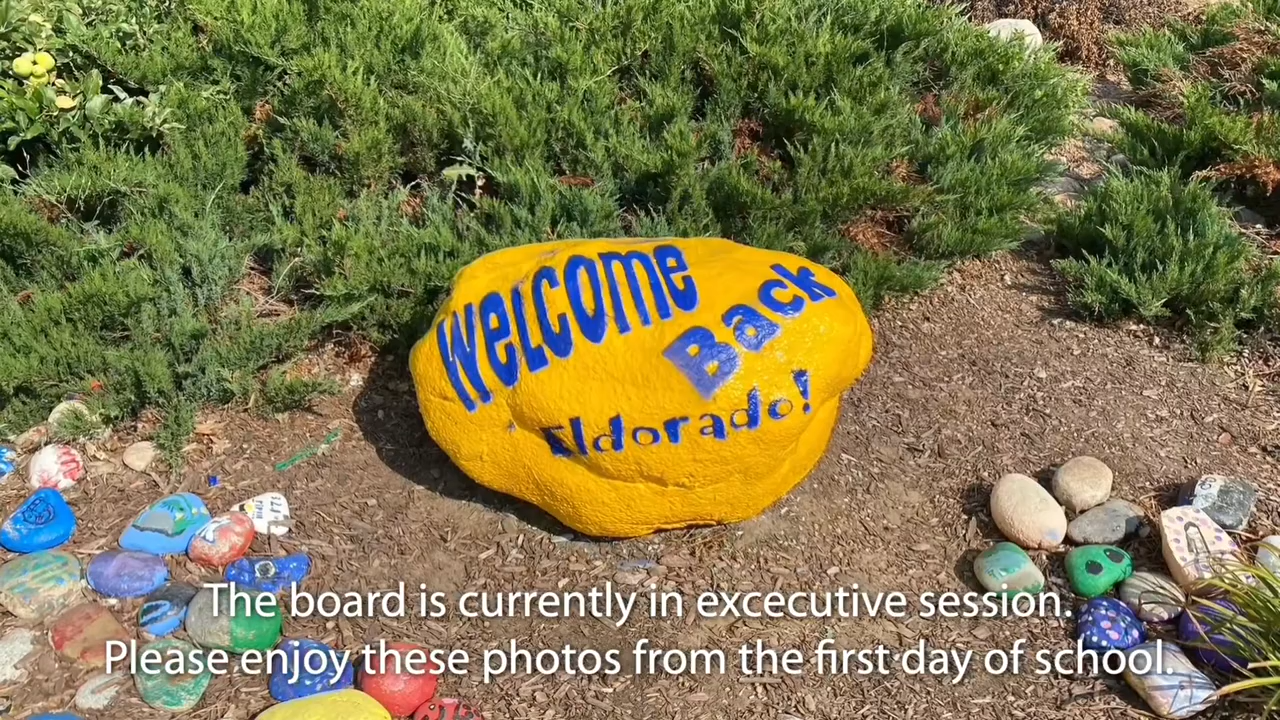 Welcome
Back
Eldorado!
The board is currently in excecutive session.
Please enjoy these photos from the first day of school.